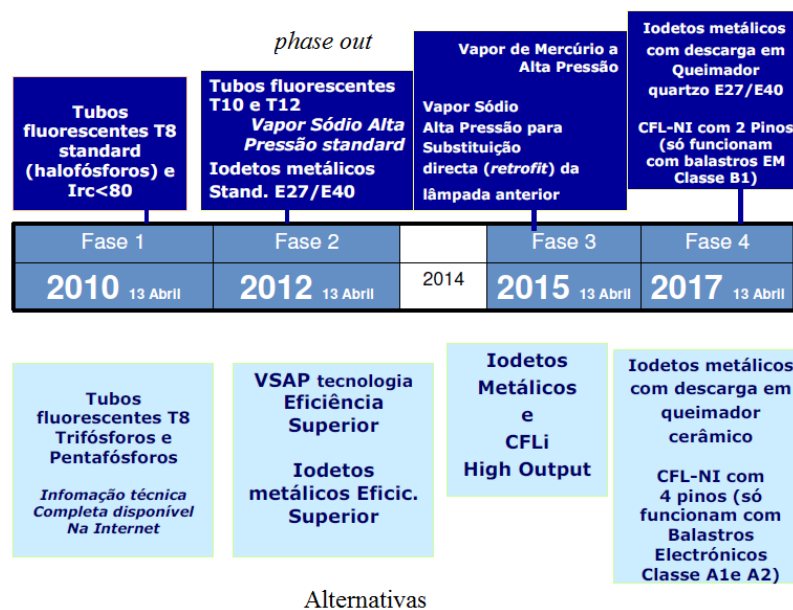 phase out
Tubos
fluorescentes T8
standard
(halofósforos) e
Irc<80
Tubos fluorescentes
T10 e T12
Vapor Sódio Alta
Pressão standard
Iodetos metálicos
Stand. E27/E40
Vapor de Mercúrio a
Alta Pressão
Vapor Sódio
Alta Pressão para
Substituição
directa (retrofit) da
lâmpada anterior
Iodetos metálicos
com descarga em
Queimador
quartzo E27/E40
CFL-NI com 2 Pinos
(só funcionam
com balastros EM
Classe B1)
Fase 1
Fase 2
Fase 3
Fase 4
2010 13 Abril
2012 13 Abril
2014
2015 13 Abril
2017 13 Abril
Tubos
fluorescentes T8
Trifósforos e
Pentafósforos
Infomação técnica
Completa disponível
Na Internet
VSAP tecnologia
Eficiência
Superior
Iodetos
metálicos Eficic.
Superior
Iodetos
Metálicos
e
CFLi
High Output
Iodetos metálicos
com descarga em
queimador
cerâmico
CFL-NI com
4 pinos (só
funcionam com
Balastros
Electrónicos
Classe A1e A2)
Alternativas